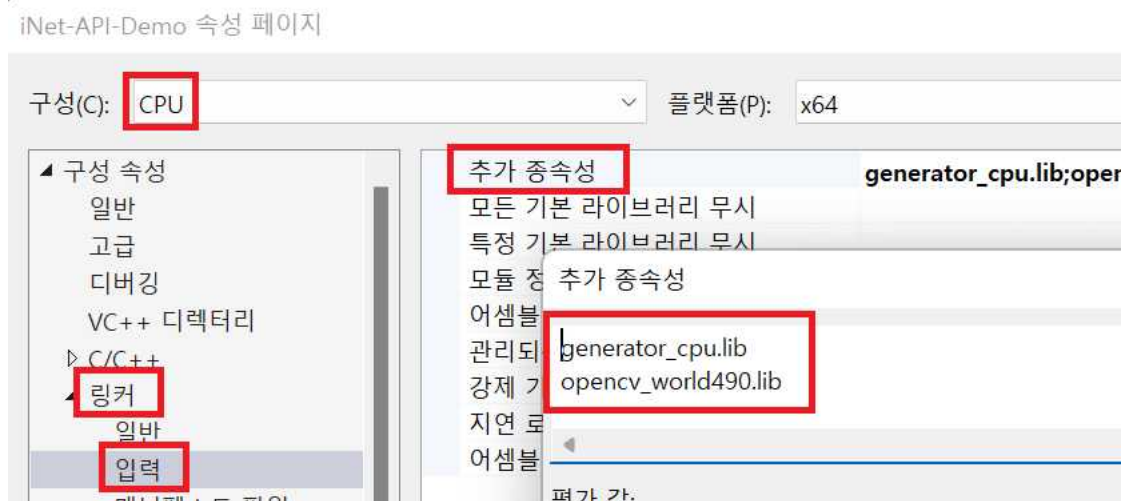 iNet-API-Demo 속성 페이지
구성(C): CPU 플랫폼(P): x64
구성 속성
일반
고급
디버깅
VC++ 디렉터리
C/C++
링커
일반
입력
추가 종속성 generator_cpu.lib;oper
모든 기본 라이브러리 무시
특정 기본 라이브러리 무시
모듈 정
어셈블
관리되
강제 기
지연 로
어셈블
추가 종속성
generator_cpu.lib
opencv_world490.lib
평가 값: